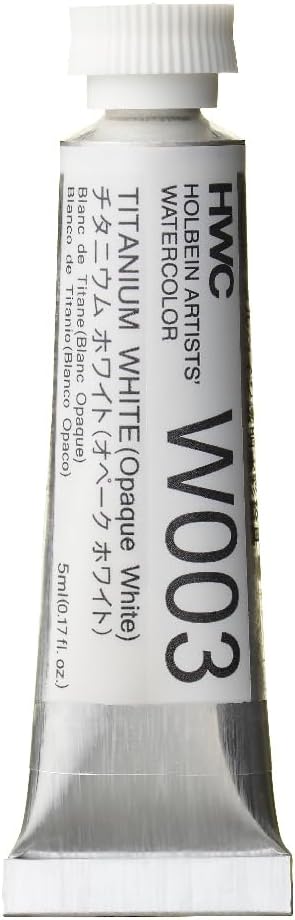 HWC
HOLBEIN ARTISTS'
WATERCOLOR
W003
TITANIUM WHITE (Opaque White)
チタニウム ホワイト (オペーク ホワイト)
Blanc de Titane (Blanc Opaque)
Blanco de Titanio (Blanco Opaco)
5ml(0.17fl. oz.)